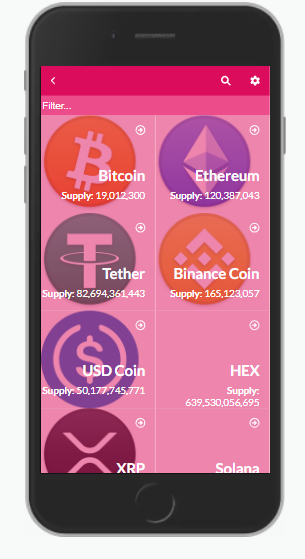 Filter...
Bitcoin
Supply: 19,012,300
Ethereum
Supply: 120,387,043
Tether
Supply: 82,694,361,443
Binance Coin
Supply: 165,123,057
USD Coin
Supply: 50,177,745,771
HEX
Supply:
639,530,056,695
XRP
Solana